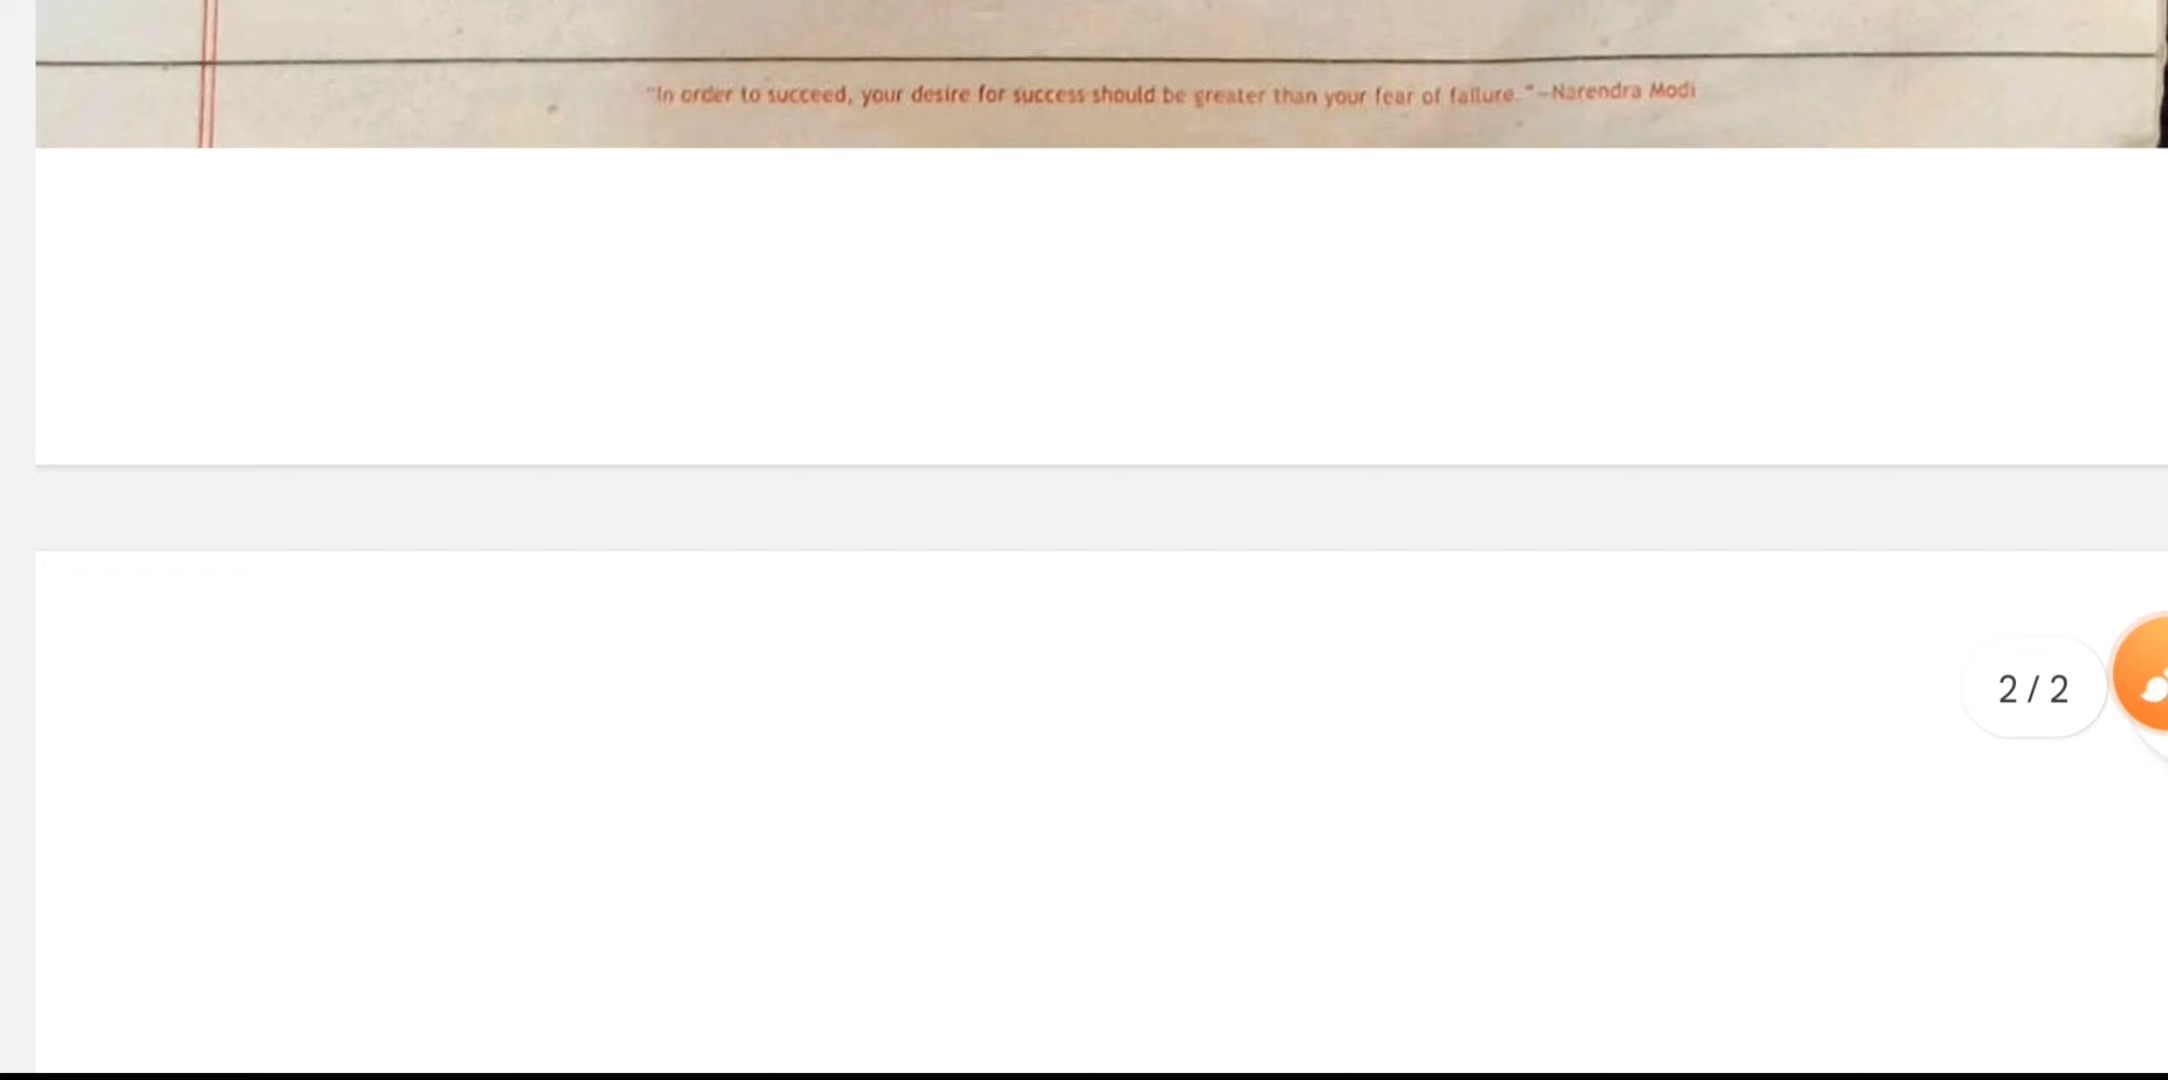 "In order to succeed, your desire for success should be greater than your fear of failure."—Narendra Modi
2 / 2